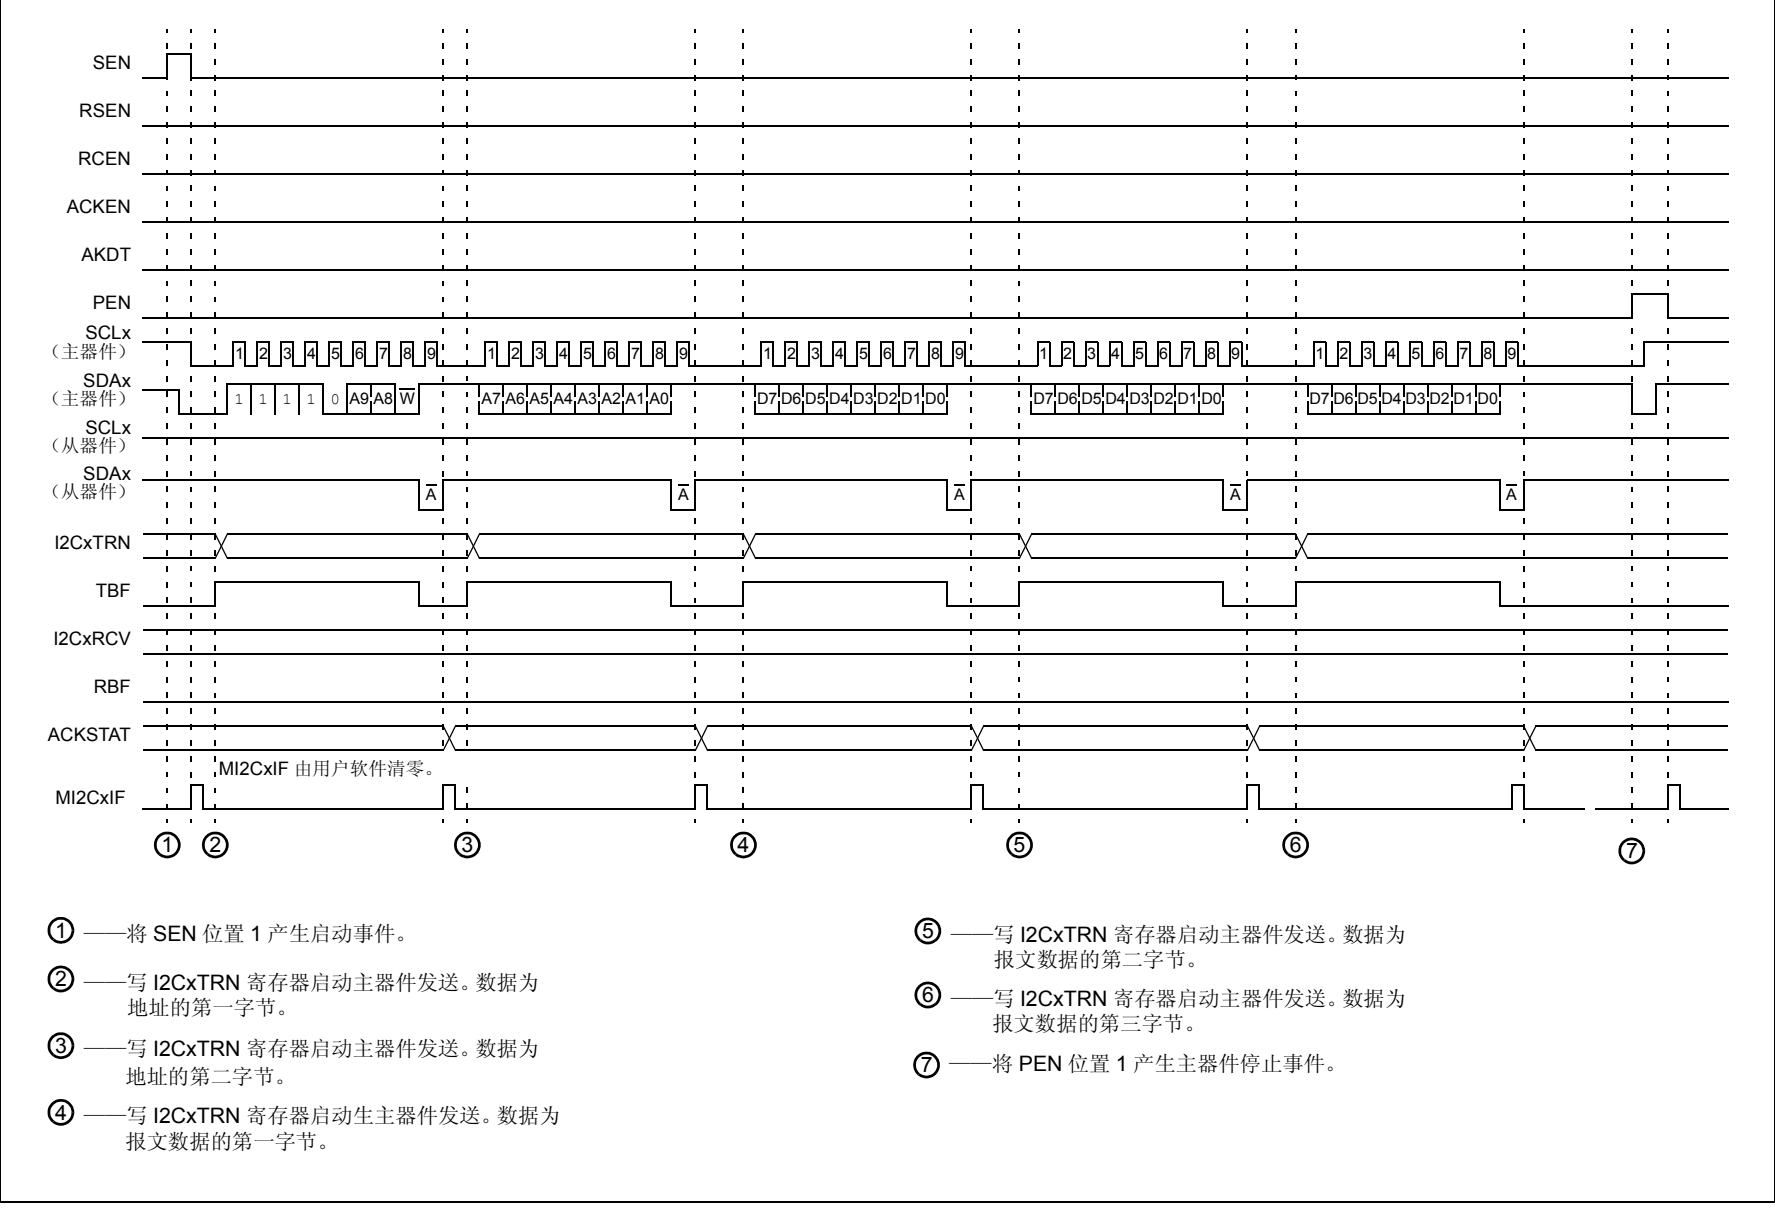 SEN
RSEN
RCEN
ACKEN
AKDT
PEN
SCLx
（主器件）
1 2 3 4 5 6 7 8 9 1 2 3 4 5 6 7 8 9 1 2 3 4 5 6 7 8 9 1 2 3 4 5 6 7 8 9 1 2 3 4 5 6 7 8 9
SDAx
（主器件）
1 1 1 1 0 A9 A8 W̅ A7 A6 A5 A4 A3 A2 A1 A0 D7 D6 D5 D4 D3 D2 D1 D0 D7 D6 D5 D4 D3 D2 D1 D0 D7 D6 D5 D4 D3 D2 D1 D0
SCLx
（从器件）
SDAx
（从器件）
A̅ A̅ A̅ A̅ A̅
I2CxTRN
TBF
I2CxRCV
RBF
ACKSTAT
MI2CxIF 由用户软件清零。
MI2CxIF
① ② ③ ④ ⑤ ⑥ ⑦
① ——将 SEN 位置 1 产生启动事件。
② ——写 I2CxTRN 寄存器启动主器件发送。数据为
地址的第一字节。
③ ——写 I2CxTRN 寄存器启动主器件发送。数据为
地址的第二字节。
④ ——写 I2CxTRN 寄存器启动生主器件发送。数据为
报文数据的第一字节。
⑤ ——写 I2CxTRN 寄存器启动主器件发送。数据为
报文数据的第二字节。
⑥ ——写 I2CxTRN 寄存器启动主器件发送。数据为
报文数据的第三字节。
⑦ ——将 PEN 位置 1 产生主器件停止事件。